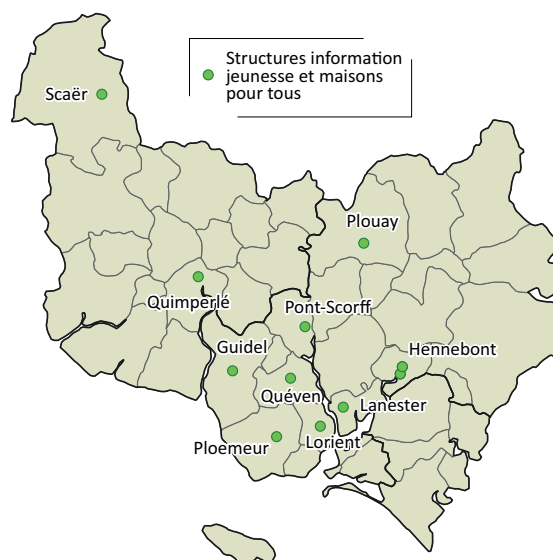 Structures information
jeunesse et maisons
pour tous
Scaër
Plouay
Quimperlé
Pont-Scorff
Guidel
Hennebont
Quéven
Lanester
Ploemeur
Lorient